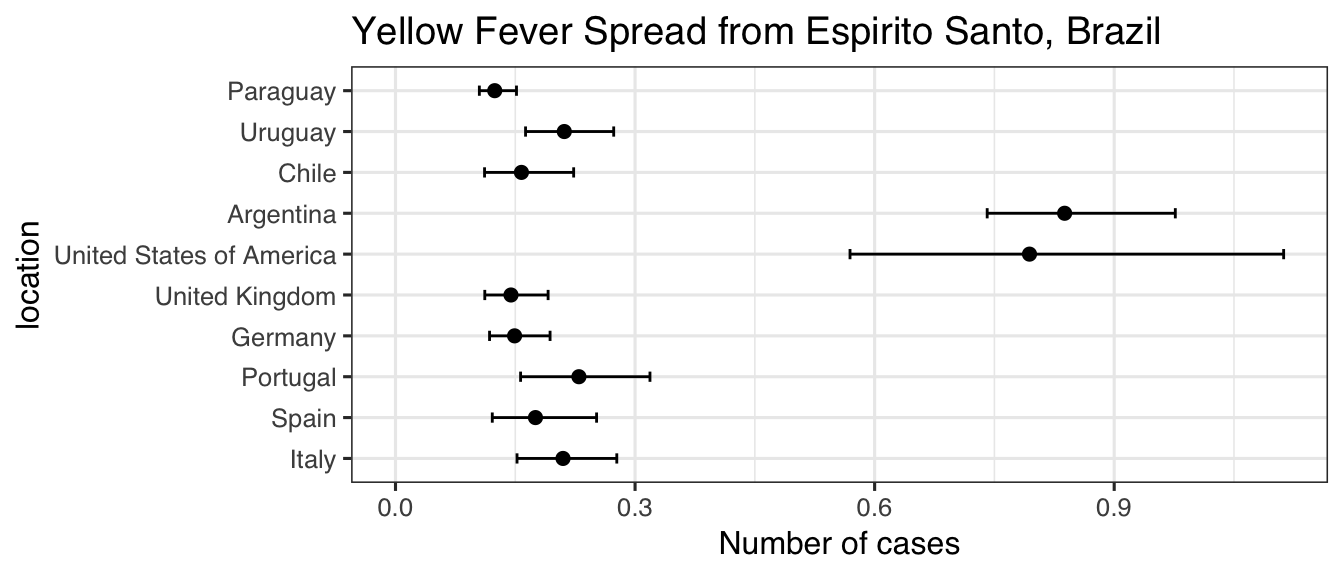 Yellow Fever Spread from Espirito Santo, Brazil
location
Paraguay
Uruguay
Chile
Argentina
United States of America
United Kingdom
Germany
Portugal
Spain
Italy
0.0 0.3 0.6 0.9
Number of cases